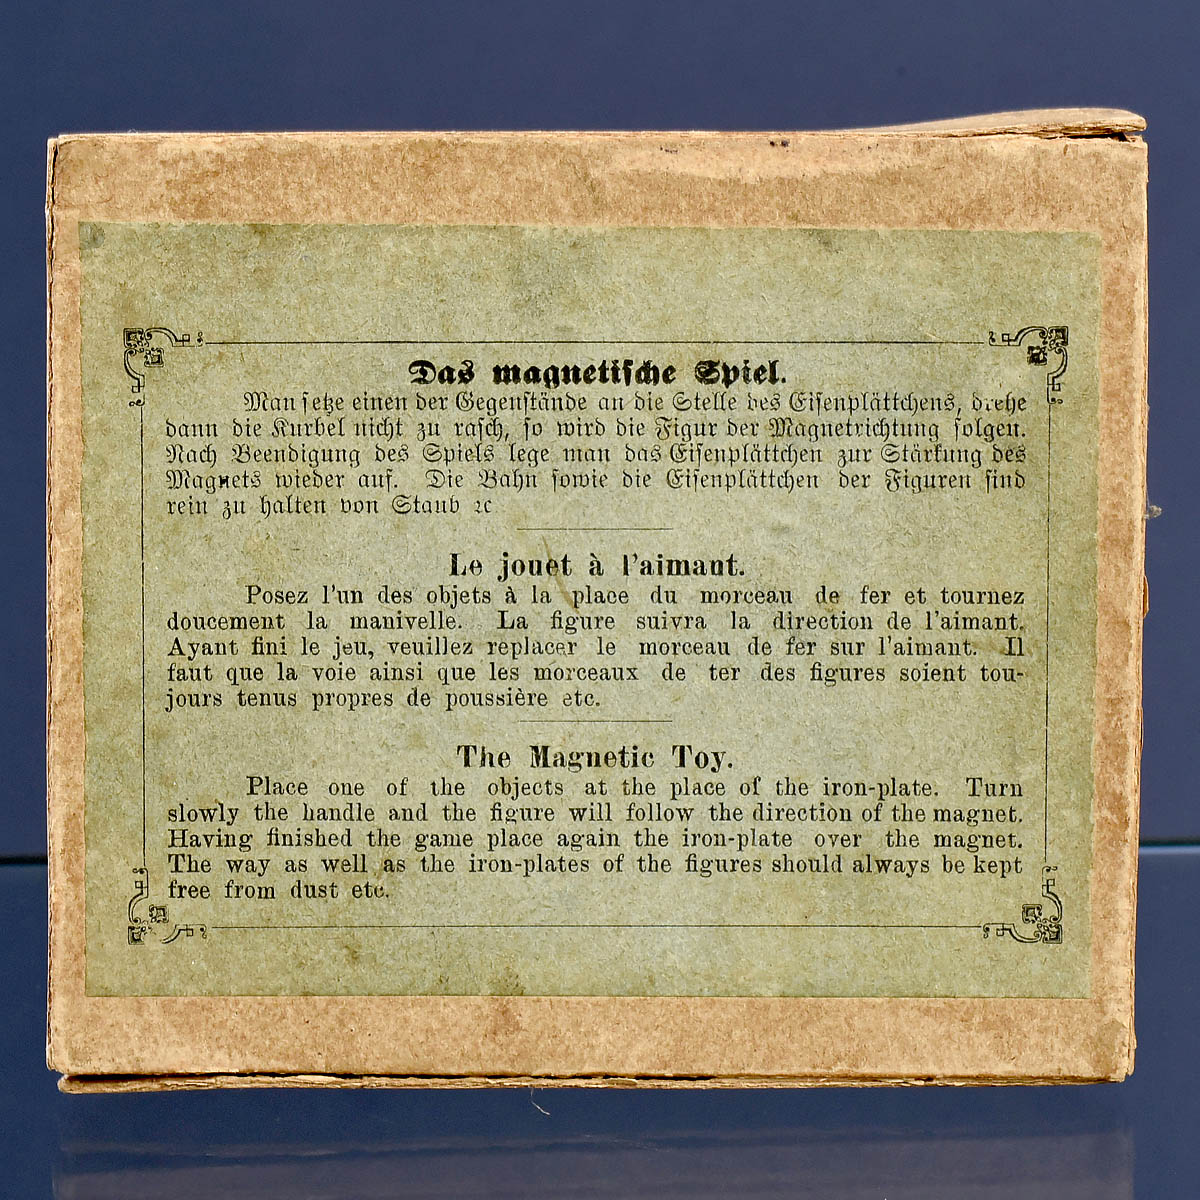 Das magnetische Spiel.
Man setze einen der Gegenstände an die Stelle des Eisenplättchens, drehe
dann die Kurbel nicht zu rasch, so wird die Figur der Magnetrichtung folgen.
Nach Beendigung des Spiels lege man das Eisenplättchen zur Stärkung des
Magnets wieder auf. Die Bahn sowie die Eisenplättchen der Figuren sind
rein zu halten von Staub ꝛc
Le jouet à l'aimant.
Posez l'un des objets à la place du morceau de fer et tournez
doucement la manivelle. La figure suivra la direction de l'aimant.
Ayant fini le jeu, veuillez replacer le morceau de fer sur l'aimant. Il
faut que la voie ainsi que les morceaux de ter des figures soient tou-
jours tenus propres de poussière etc.
The Magnetic Toy.
Place one of the objects at the place of the iron-plate. Turn
slowly the handle and the figure will follow the direction of the magnet.
Having finished the game place again the iron-plate over the magnet.
The way as well as the iron-plates of the figures should always be kept
free from dust etc.